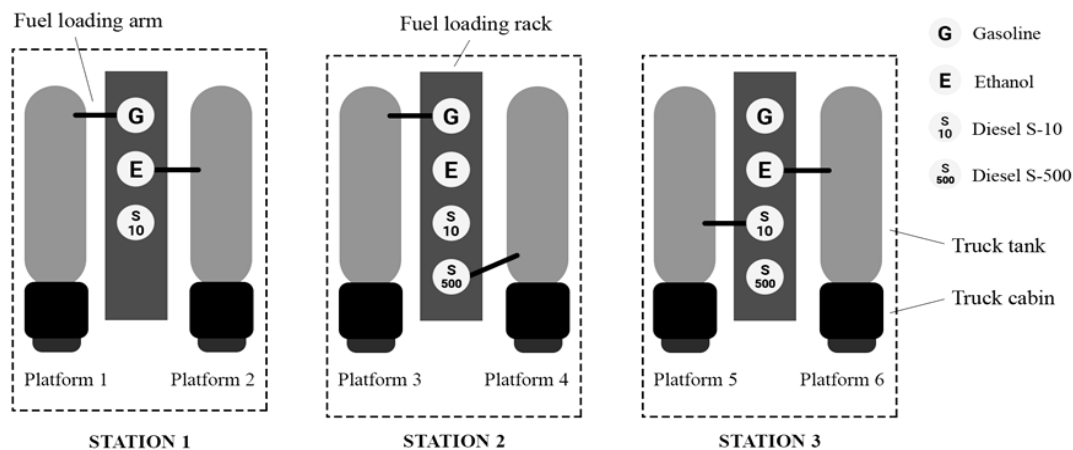 Fuel loading arm
Fuel loading rack
G Gasoline
E Ethanol
S 10 Diesel S-10
S 500 Diesel S-500
G
E
S
10
G
E
S
10
S
500
G
E
S
10
S
500
Truck tank
Truck cabin
Platform 1
Platform 2
Platform 3
Platform 4
Platform 5
Platform 6
STATION 1
STATION 2
STATION 3